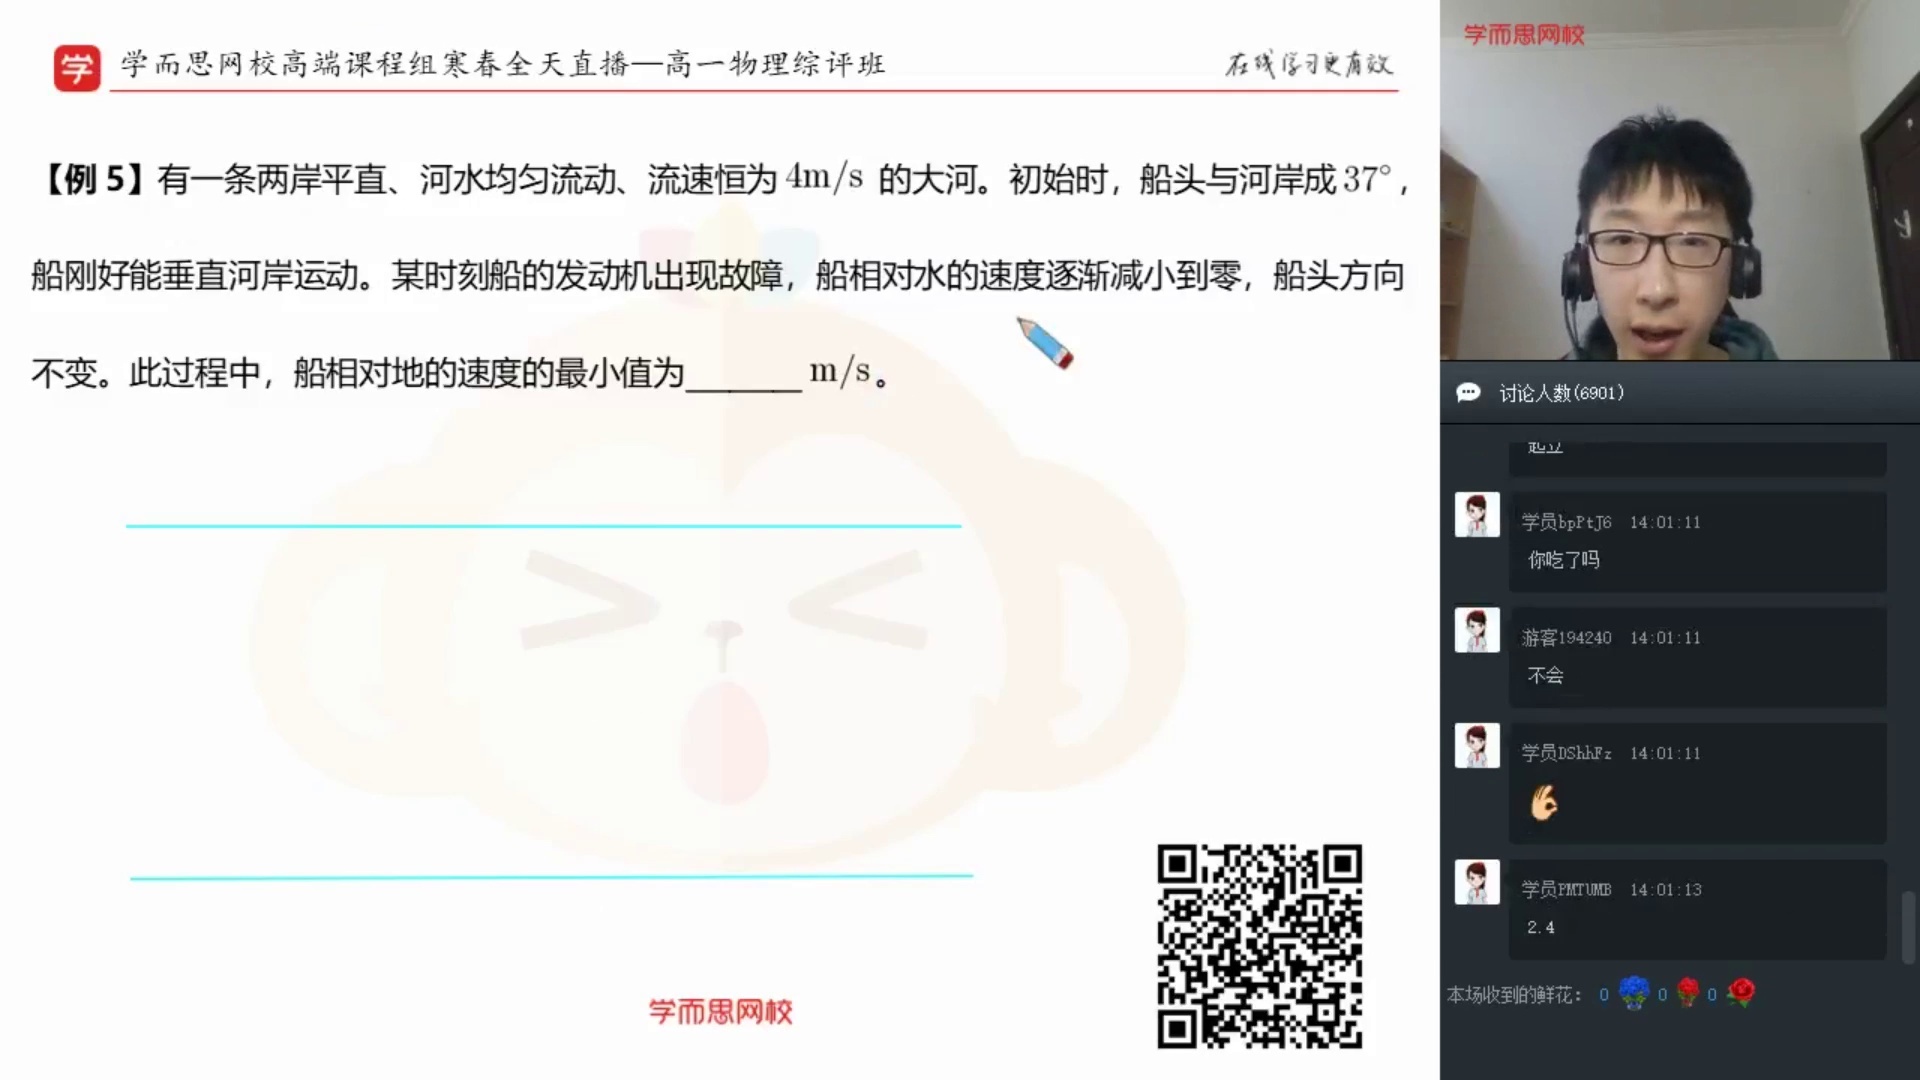 学 学而思网校高端课程组寒春全天直播—高一物理综评班
在线学习更有效
【例 5】有一条两岸平直、河水均匀流动、流速恒为 4m/s 的大河。初始时，船头与河岸成 37°，
船刚好能垂直河岸运动。某时刻船的发动机出现故障，船相对水的速度逐渐减小到零，船头方向
不变。此过程中，船相对地的速度的最小值为______ m/s。
学而思网校
学而思网校
讨论人数(6901)
起立
学员bpPtJ6 14:01:11
你吃了吗
游客194240 14:01:11
不会
学员DShhFz 14:01:11
学员PMTUMB 14:01:13
2.4
本场收到的鲜花： 0 0 0